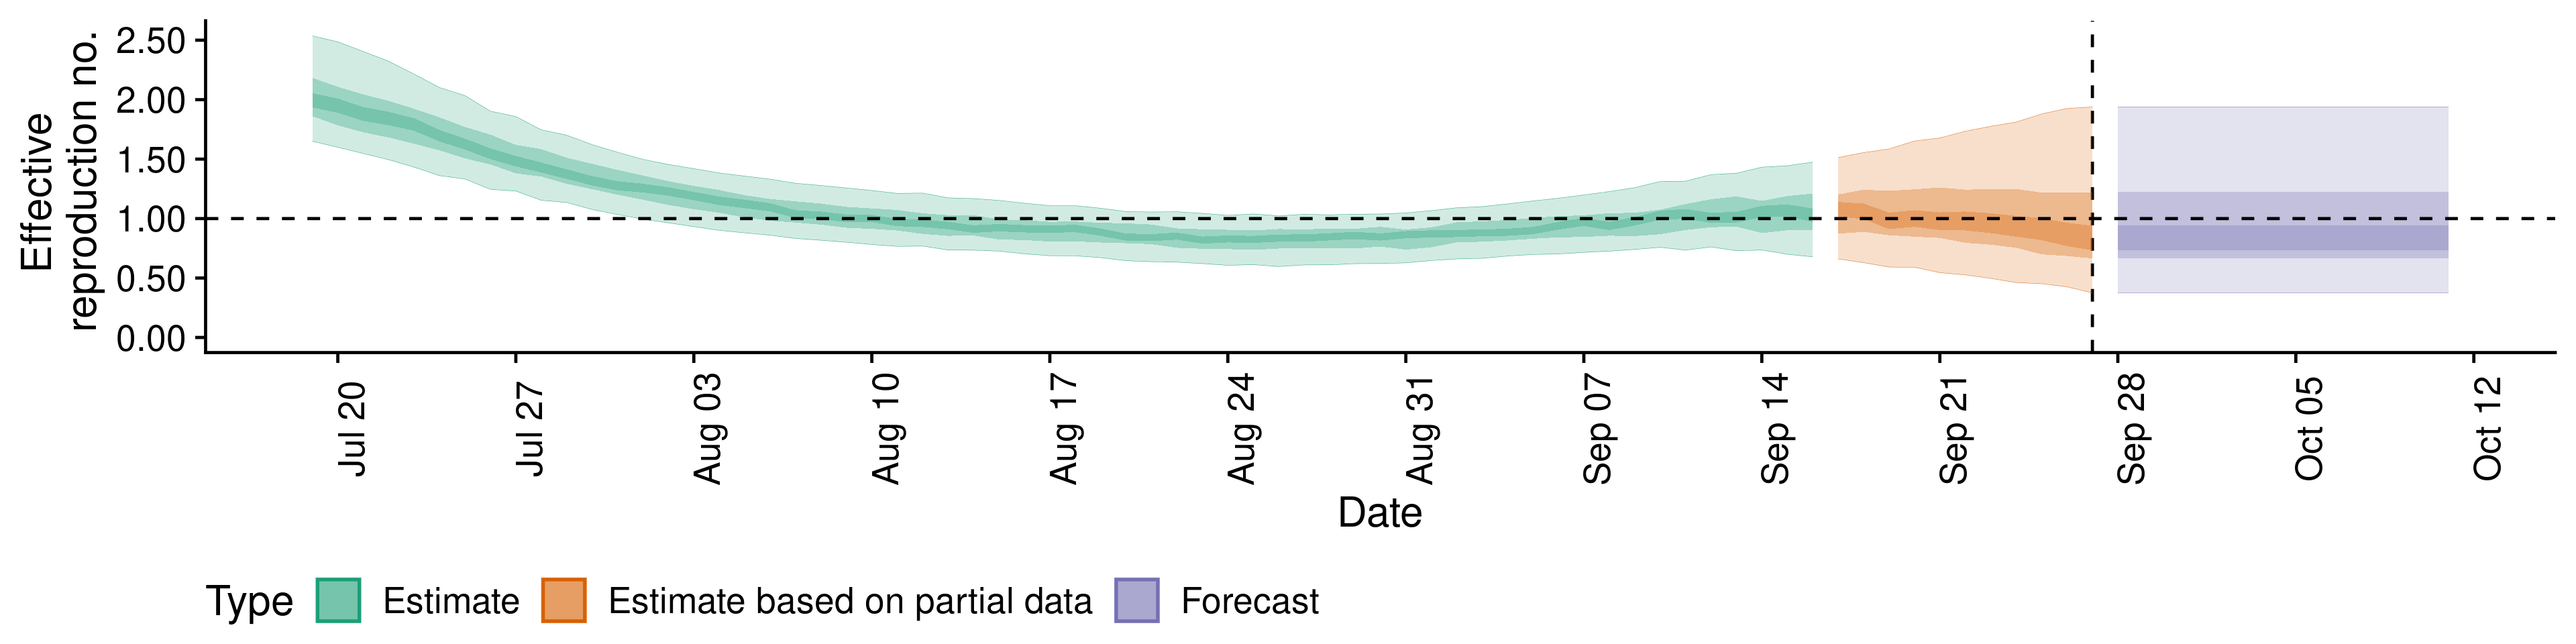 Effective
reproduction no.
2.50
2.00
1.50
1.00
0.50
0.00
Jul 20
Jul 27
Aug 03
Aug 10
Aug 17
Aug 24
Aug 31
Sep 07
Sep 14
Sep 21
Sep 28
Oct 05
Oct 12
Date
Type Estimate Estimate based on partial data Forecast